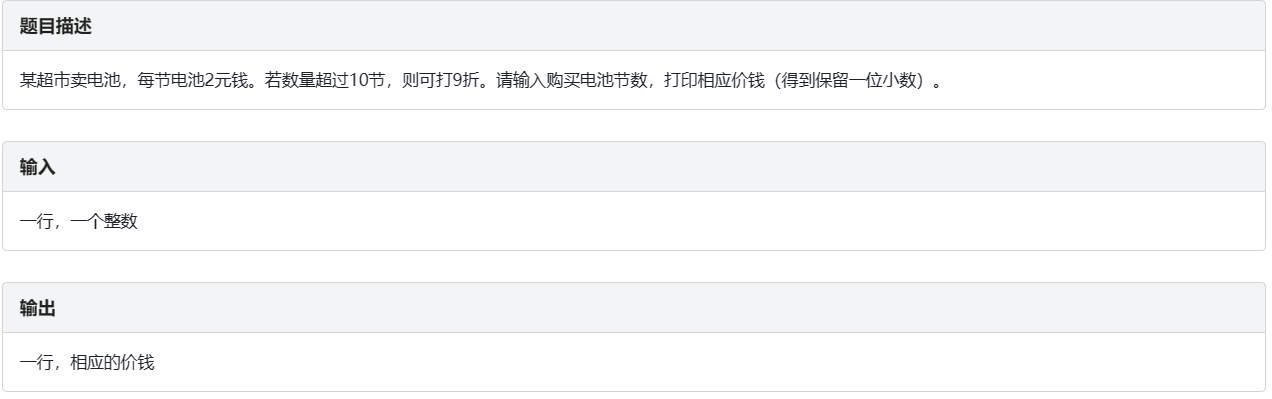 题目描述
某超市卖电池，每节电池2元钱。若数量超过10节，则可打9折。请输入购买电池节数，打印相应价钱（得到保留一位小数）。
输入
一行，一个整数
输出
一行，相应的价钱